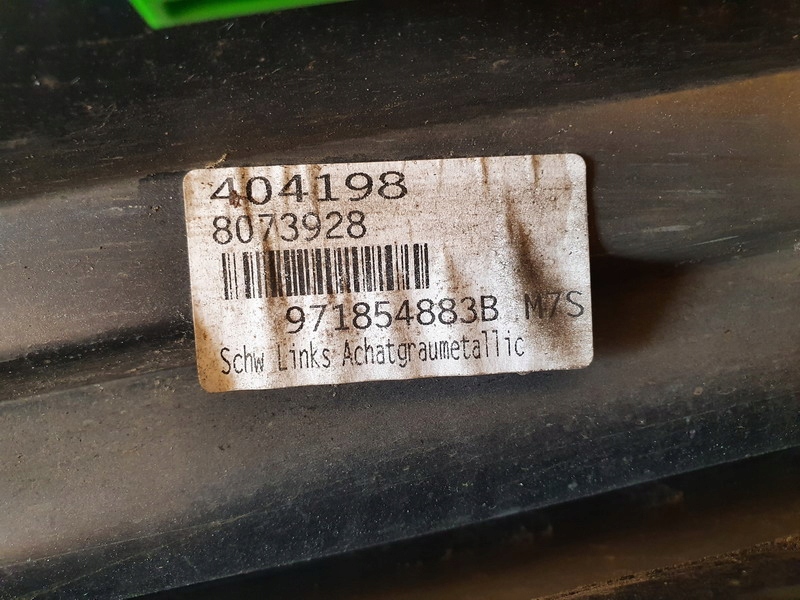 404198
8073928
971854883B M7S
Schw Links Achatgraumetallic